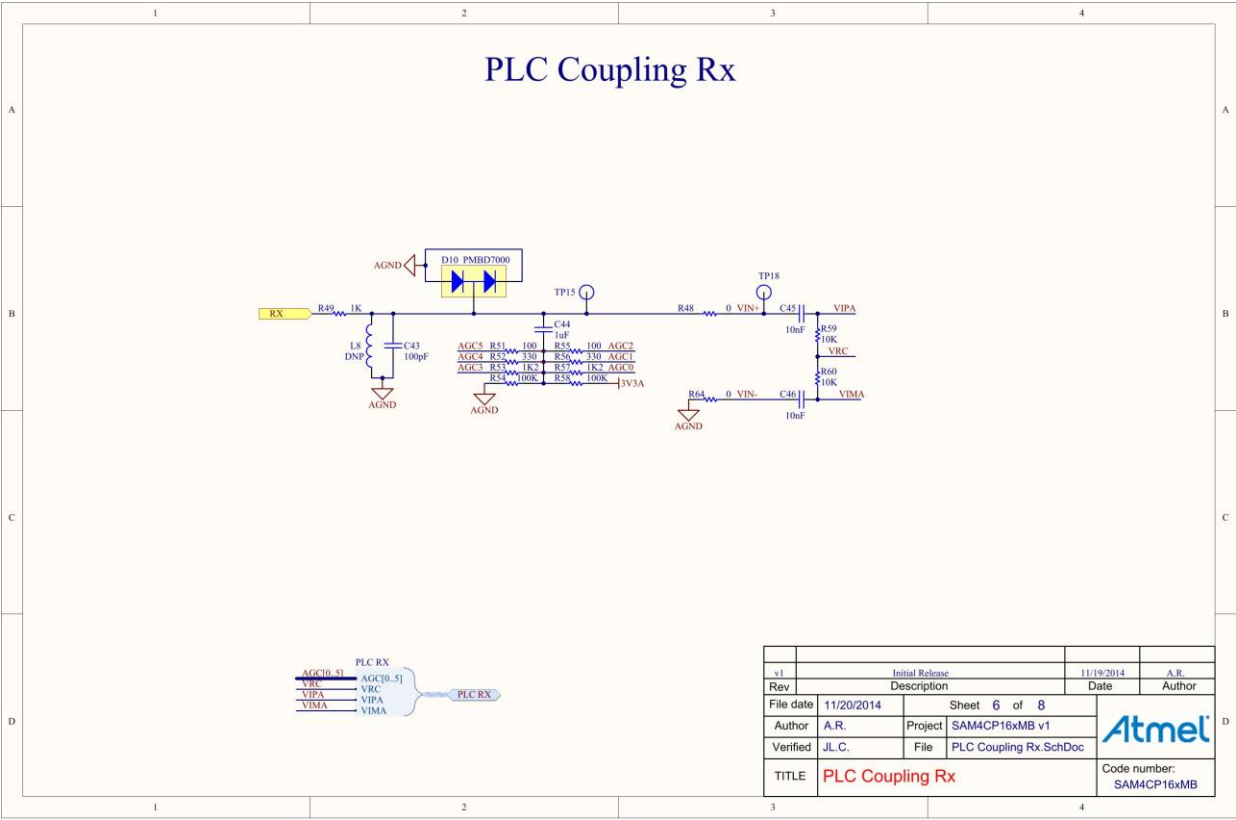 1 2 3 4
PLC Coupling Rx
A A
AGND D10 PMBD7000
TP15 TP18
RX R49 1K R48 0 VIN+ C45 VIPA
10nF
L8
DNP
C43
100pF
AGND
C44
1uF
AGC5 R51 100 R55 100 AGC2
AGC4 R52 330 R56 330 AGC1
AGC3 R53 1K2 R57 1K2 AGC0
R54 100K R58 100K 3V3A
AGND
R59
10K
VRC
R60
10K
R64 0 VIN- C46 VIMA
10nF
AGND
B B
C C
PLC RX
AGC[0..5] AGC[0..5]
VRC VRC
VIPA VIPA
VIMA VIMA
PLC RX
v1 Initial Release 11/19/2014 A.R.
Rev Description Date Author
File date 11/20/2014 Sheet 6 of 8
Author A.R. Project SAM4CP16xMB v1
Verified JL.C. File PLC Coupling Rx.SchDoc
Atmel
TITLE PLC Coupling Rx
Code number:
SAM4CP16xMB
D D
1 2 3 4